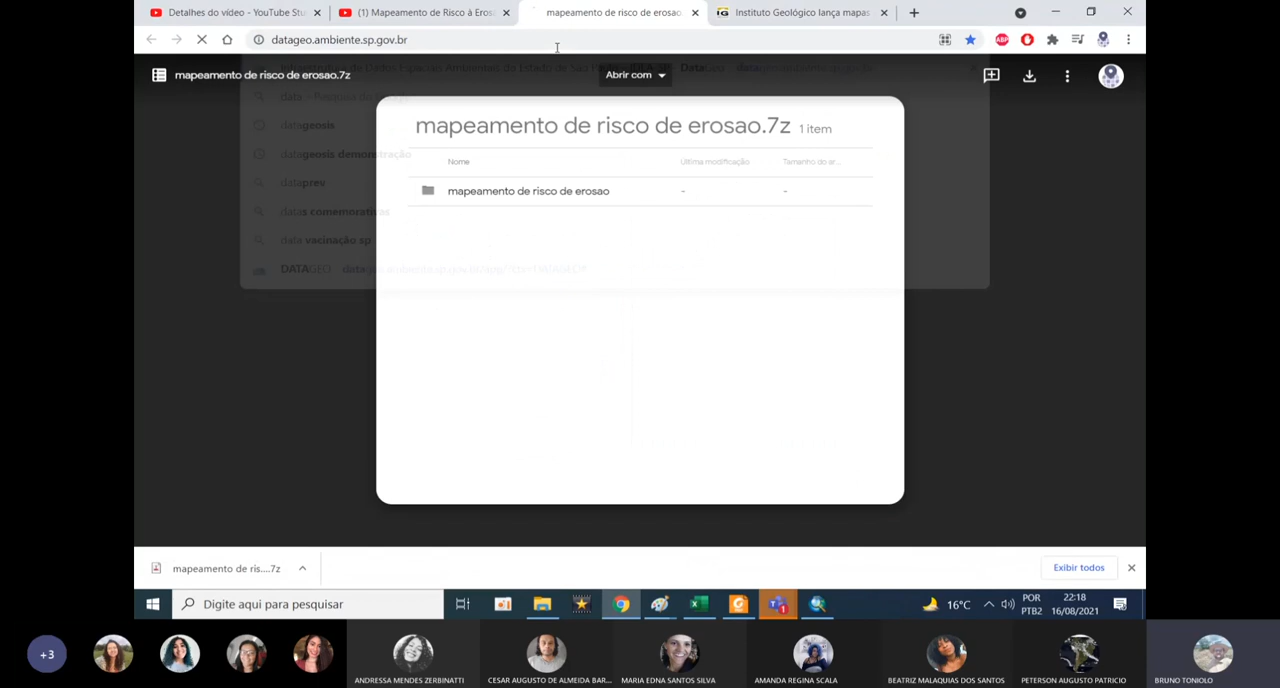 Detalhes do vídeo - YouTube Stu
(1) Mapeamento de Risco à Eros
mapeamento de risco de erosao.
Instituto Geológico lança mapas
datageo.ambiente.sp.gov.br
ABP
mapeamento de risco de erosao.7z
Abrir com
data - Pesquisa
datageosis
datageosis demonstração
dataprev
datas comemorativas
data vacinação sp
DATAGEO
mapeamento de risco de erosao.7z 1 item
Nome Última modificação Tamanho do ar...
mapeamento de risco de erosao - -
mapeamento de ris....7z
Exibir todos
Digite aqui para pesquisar
16°C
POR
PTB2
22:18
16/08/2021
+3
ANDRESSA MENDES ZERBINATTI
CESAR AUGUSTO DE ALMEIDA BAR...
MARIA EDNA SANTOS SILVA
AMANDA REGINA SCALA
BEATRIZ MALAQUIAS DOS SANTOS
PETERSON AUGUSTO PATRICIO
BRUNO TONIOLO